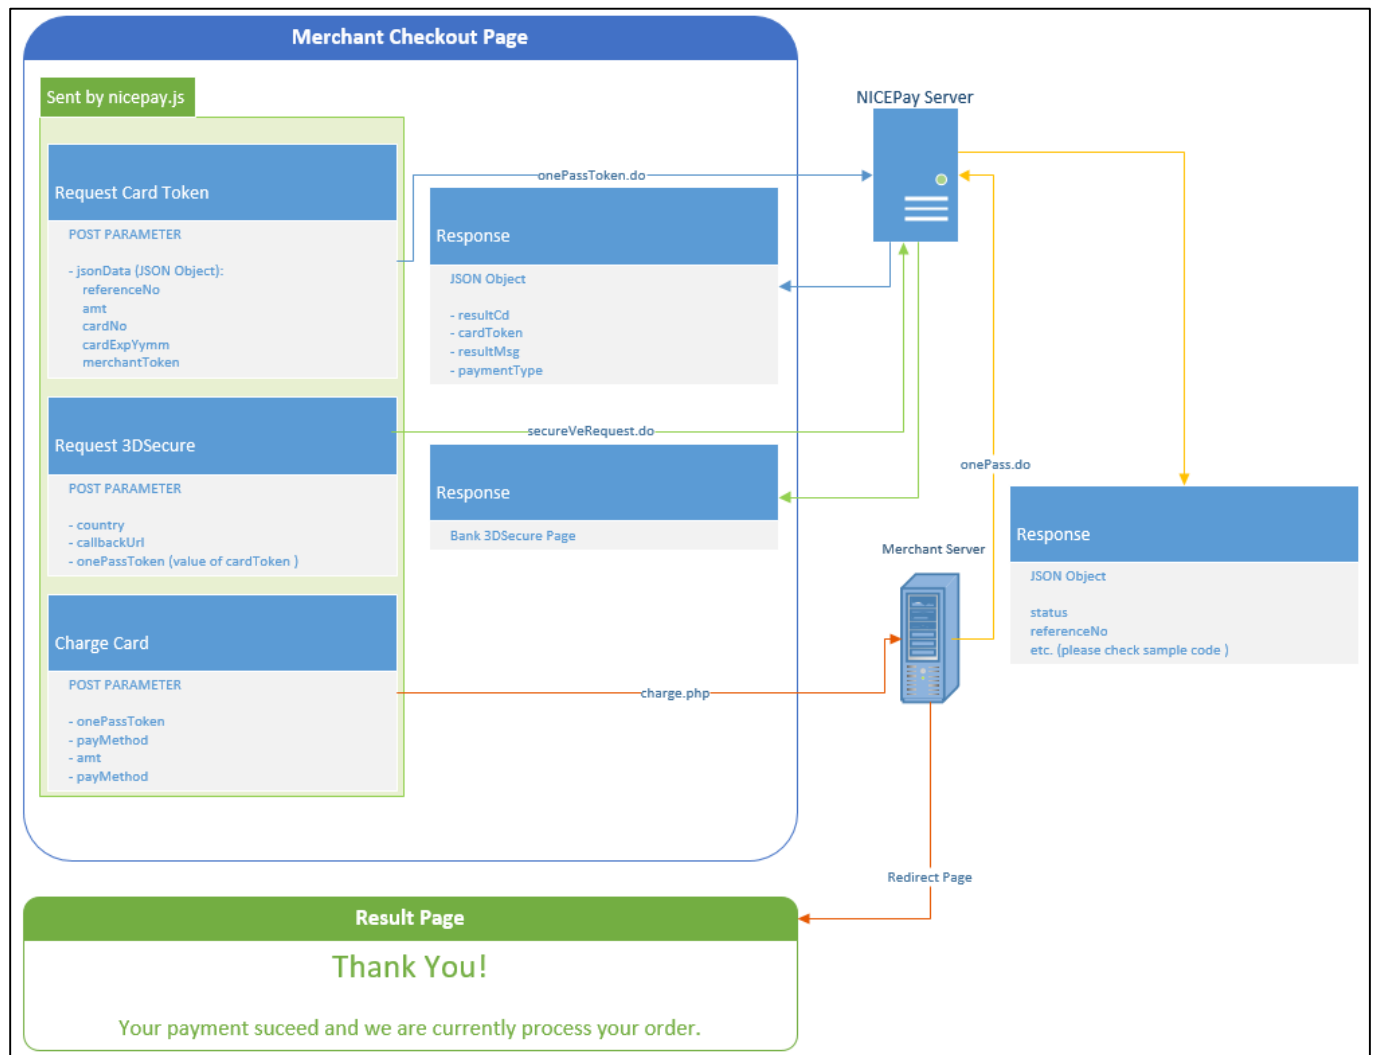 Merchant Checkout Page
Sent by nicepay.js
Request Card Token
POST PARAMETER
- jsonData (JSON Object):
referenceNo
amt
cardNo
cardExpYymm
merchantToken
onePassToken.do
NICEPay Server
Response
JSON Object
- resultCd
- cardToken
- resultMsg
- paymentType
Request 3DSecure
POST PARAMETER
- country
- callbackUrl
- onePassToken (value of cardToken )
secureVeRequest.do
Response
Bank 3DSecure Page
onePass.do
Merchant Server
Response
JSON Object
status
referenceNo
etc. (please check sample code )
Charge Card
POST PARAMETER
- onePassToken
- payMethod
- amt
- payMethod
charge.php
Redirect Page
Result Page
Thank You!
Your payment suceed and we are currently process your order.